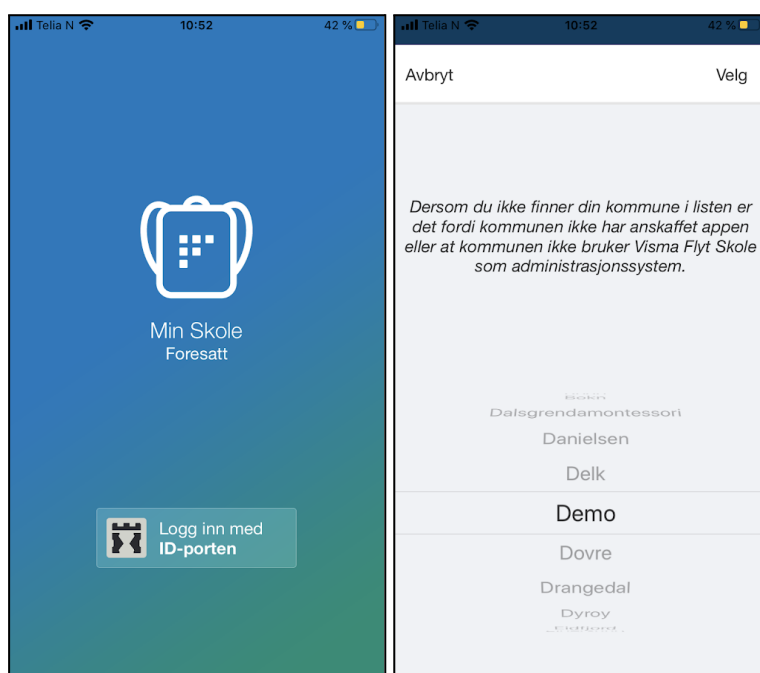 Telia N 10:52 42 %
Min Skole
Foresatt
Logg inn med
ID-porten
Telia N 10:52 42 %
Avbryt Velg
Dersom du ikke finner din kommune i listen er
det fordi kommunen ikke har anskaffet appen
eller at kommunen ikke bruker Visma Flyt Skole
som administrasjonssystem.
Bokn
Dalsgrendamontessori
Danielsen
Delk
Demo
Dovre
Drangedal
Dyroy
Eidfjord